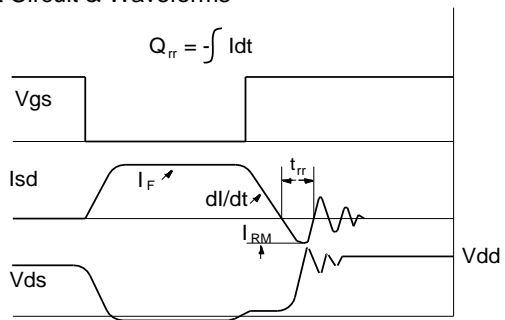 Circuit & Waveforms
Qrr = -∫ Idt
Vgs
Isd
IF
dI/dt
trr
IRM
Vdd
Vds